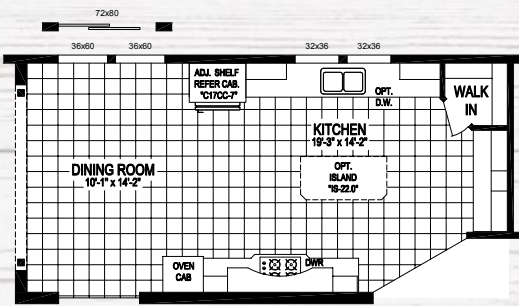 72x80
36x60 36x60 32x36 32x36
ADJ. SHELF
REFER CAB.
"C17CC-7"
OPT.
D.W.
WALK
IN
KITCHEN
19'-3" x 14'-2"
DINING ROOM
10'-1" x 14'-2"
OPT.
ISLAND
"IS-22.0"
OVEN
CAB
DWR